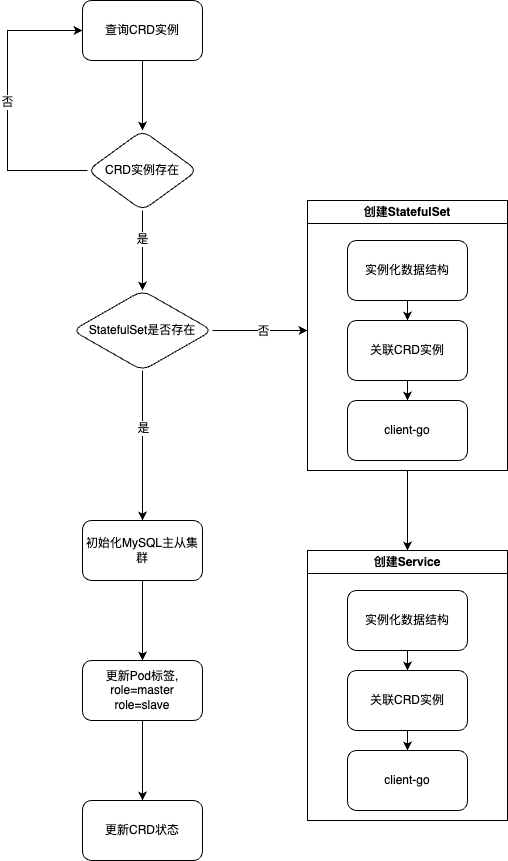 查询CRD实例
否
CRD实例存在
是
StatefulSet是否存在
否
是
初始化MySQL主从集
群
更新Pod标签,
role=master
role=slave
更新CRD状态
创建StatefulSet
实例化数据结构
关联CRD实例
client-go
创建Service
实例化数据结构
关联CRD实例
client-go